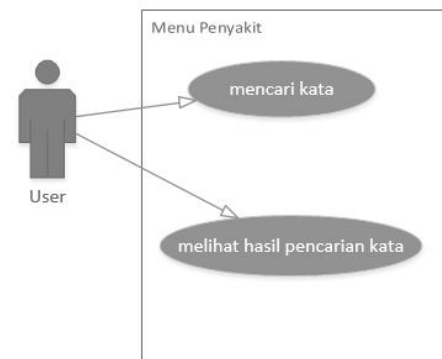 Menu Penyakit
mencari kata
User
melihat hasil pencarian kata